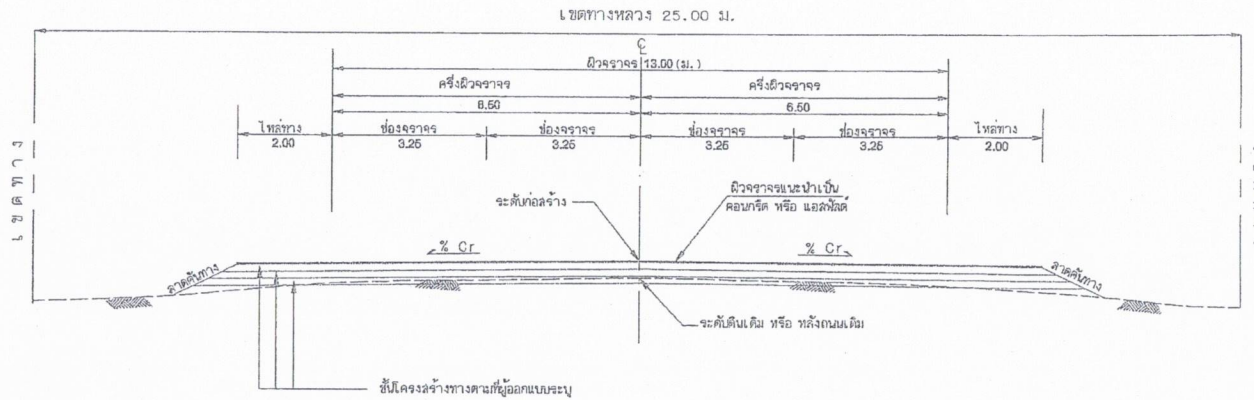 เขตทางหลวง 25.00 ม.
℄
ผิวจราจร 13.00 (ม.)
ครึ่งผิวจราจร ครึ่งผิวจราจร
6.50 6.50
ไหล่ทาง ช่องจราจร ช่องจราจร ช่องจราจร ช่องจราจร ไหล่ทาง
2.00 3.25 3.25 3.25 3.25 2.00
เขตทาง
ระดับก่อสร้าง
ผิวจราจรแนะนำเป็น
คอนกรีต หรือ แอสฟัลต์
% Cr % Cr
ลาดคันทาง ลาดคันทาง
ระดับดินเดิม หรือ หลังถนนเดิม
ชั้นโครงสร้างทางตามที่ผู้ออกแบบระบุ